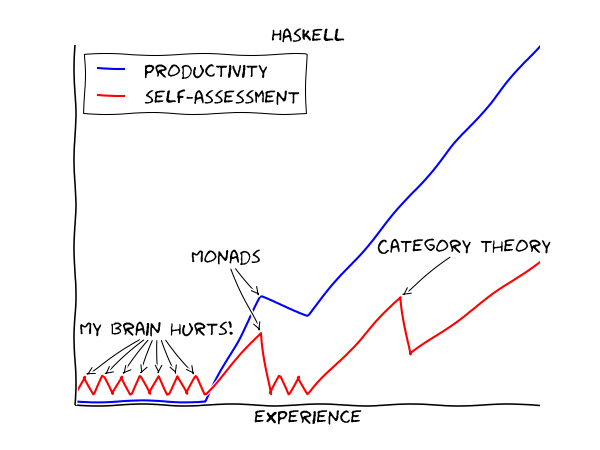 HASKELL
PRODUCTIVITY
SELF-ASSESSMENT
CATEGORY THEORY
MONADS
MY BRAIN HURTS!
EXPERIENCE